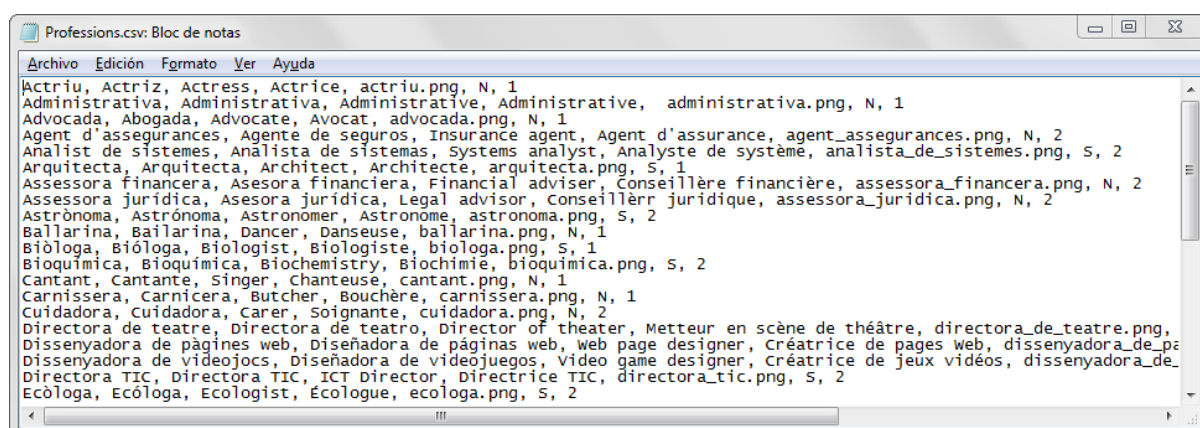 Professions.csv: Bloc de notas
Archivo Edición Formato Ver Ayuda
Actriu, Actriz, Actress, Actrice, actriu.png, N, 1
Administrativa, Administrativa, Administrative, Administrative,  administrativa.png, N, 1
Advocada, Abogada, Advocate, Avocat, advocada.png, N, 1
Agent d'assegurances, Agente de seguros, Insurance agent, Agent d'assurance, agent_assegurances.png, N, 2
Analist de sistemes, Analista de sistemas, Systems analyst, Analyste de système, analista_de_sistemes.png, S, 2
Arquitecta, Arquitecta, Architect, Architecte, arquitecta.png, S, 1
Assessora financera, Asesora financiera, Financial adviser, Conseillère financière, assessora_financera.png, N, 2
Assessora jurídica, Asesora jurídica, Legal advisor, Conseillèrr juridique, assessora_juridica.png, N, 2
Astrònoma, Astrónoma, Astronomer, Astronome, astronoma.png, S, 2
Ballarina, Bailarina, Dancer, Danseuse, ballarina.png, N, 1
Biòloga, Bióloga, Biologist, Biologiste, biologa.png, S, 1
Bioquímica, Bioquímica, Biochemistry, Biochimie, bioquimica.png, S, 2
Cantant, Cantante, Singer, Chanteuse, cantant.png, N, 1
Carnissera, Carnicera, Butcher, Bouchère, carnissera.png, N, 1
Cuidadora, Cuidadora, Carer, Soignante, cuidadora.png, N, 2
Directora de teatre, Directora de teatro, Director of theater, Metteur en scène de théâtre, directora_de_teatre.png,
Dissenyadora de pàgines web, Diseñadora de páginas web, Web page designer, Créatrice de pages Web, dissenyadora_de_pa
Dissenyadora de videojocs, Diseñadora de videojuegos, Video game designer, Créatrice de jeux vidéos, dissenyadora_de_
Directora TIC, Directora TIC, ICT Director, Directrice TIC, directora_tic.png, S, 2
Ecòloga, Ecóloga, Ecologist, Écologue, ecologa.png, S, 2